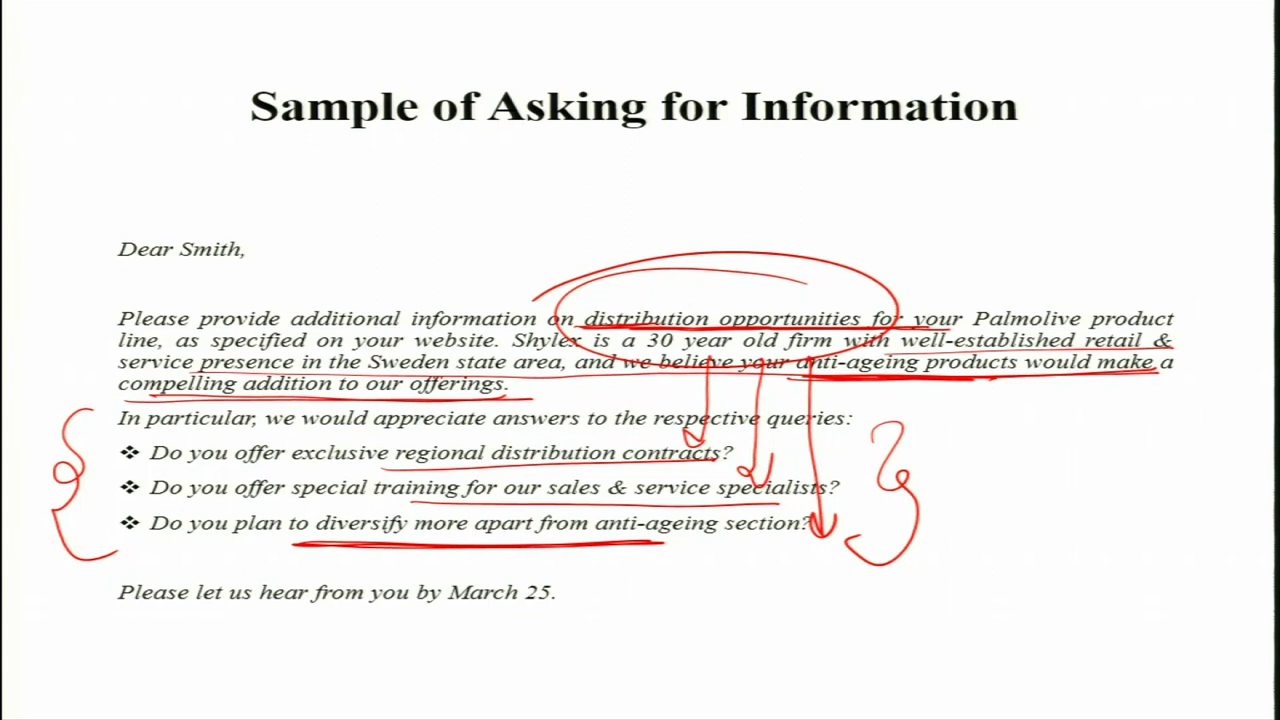 Sample of Asking for Information
Dear Smith,
Please provide additional information on distribution opportunities for your Palmolive product
line, as specified on your website. Shylex is a 30 year old firm with well-established retail &
service presence in the Sweden state area, and we believe your anti-ageing products would make a
compelling addition to our offerings.
In particular, we would appreciate answers to the respective queries:
❖ Do you offer exclusive regional distribution contracts?
❖ Do you offer special training for our sales & service specialists?
❖ Do you plan to diversify more apart from anti-ageing section?
Please let us hear from you by March 25.